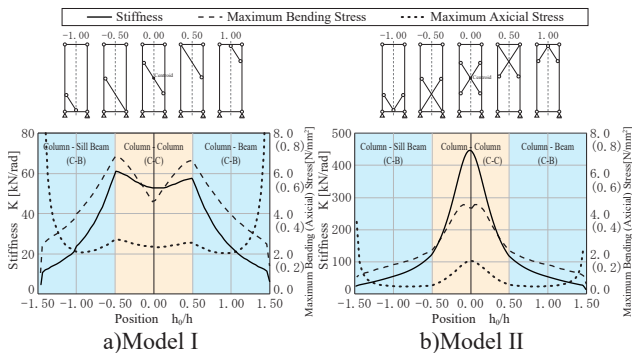 Stiffness Maximum Bending Stress Maximum Axicial Stress
-1.00 0.00 1.00 -1.00 0.00 1.00
-0.50 0.50 -0.50 0.50
Centroid Centroid
80 8.0 (0.8) 500 8.0 (0.8)
Column - Sill Beam (C-B) Column - Column (C-C) Column - Beam (C-B)
Column - Sill Beam (C-B) Column - Column (C-C) Column - Beam (C-B)
60 6.0 (0.6) 400 6.0 (0.6)
300
40 4.0 (0.4) 4.0 (0.4)
200
20 2.0 (0.2) 100 2.0 (0.2)
0 0.0 0 0.0
Stiffness K [kN/rad]
Maximum Bending (Axicial) Stress[N/mm²]
Stiffness K [kN/rad]
Maximum Bending (Axicial) Stress[N/mm²]
-1.50 -1.00 -0.50 0.00 0.50 1.00 1.50
-1.50 -1.00 -0.50 0.00 0.50 1.00 1.50
Position h₀/h Position h₀/h
a)Model I b)Model II